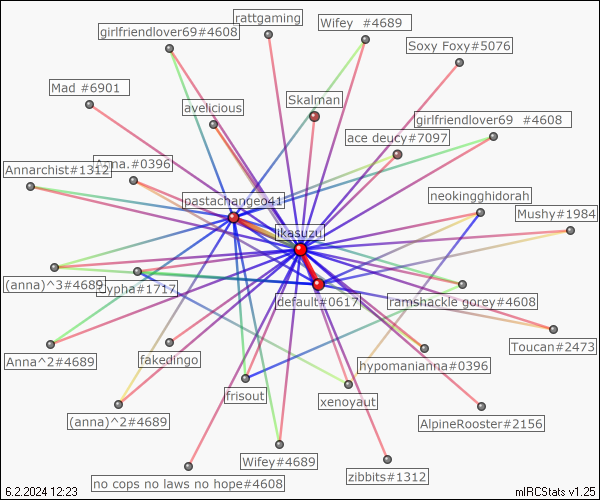 rattgaming
girlfriendlover69#4608
Wifey #4689
Soxy Foxy#5076
Mad #6901
avelicious
Skalman
girlfriendlover69 #4608
ace deucy#7097
Annarchist#1312
Anna.#0396
pastachangeo41
neokingghidorah
Mushy#1984
ikasuzu
(anna)^3#4689
default#0617
ramshackle gorey#4608
Toucan#2473
Anna^2#4689
fakedingo
hypomanianna#0396
frisout
xenoyaut
(anna)^2#4689
AlpineRooster#2156
Wifey#4689
zibbits#1312
no cops no laws no hope#4608
6.2.2024 12:23
mIRCStats v1.25